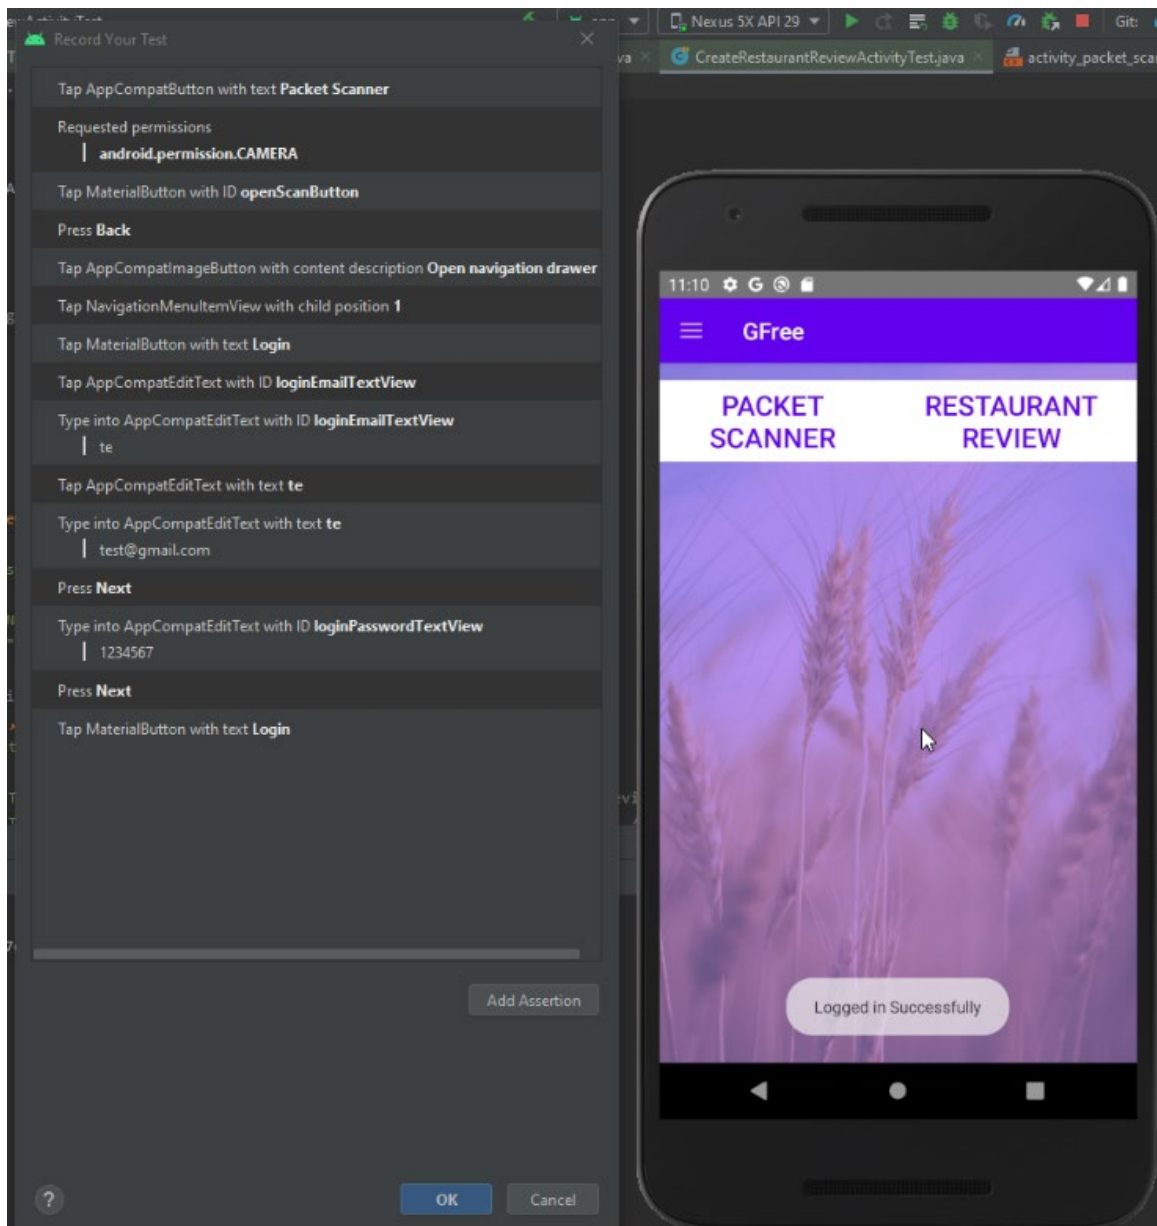 Nexus 5X API 29
Git:
Record Your Test
CreateRestaurantReviewActivityTest.java
Tap AppCompatButton with text Packet Scanner
Requested permissions
android.permission.CAMERA
Tap MaterialButton with ID openScanButton
Press Back
Tap AppCompatImageButton with content description Open navigation drawer
Tap NavigationMenuItemView with child position 1
Tap MaterialButton with text Login
Tap AppCompatEditText with ID loginEmailTextView
Type into AppCompatEditText with ID loginEmailTextView
te
Tap AppCompatEditText with text te
Type into AppCompatEditText with text te
test@gmail.com
Press Next
Type into AppCompatEditText with ID loginPasswordTextView
1234567
Press Next
Tap MaterialButton with text Login
Add Assertion
?
OK
Cancel
11:10
GFree
PACKET
SCANNER
RESTAURANT
REVIEW
Logged in Successfully